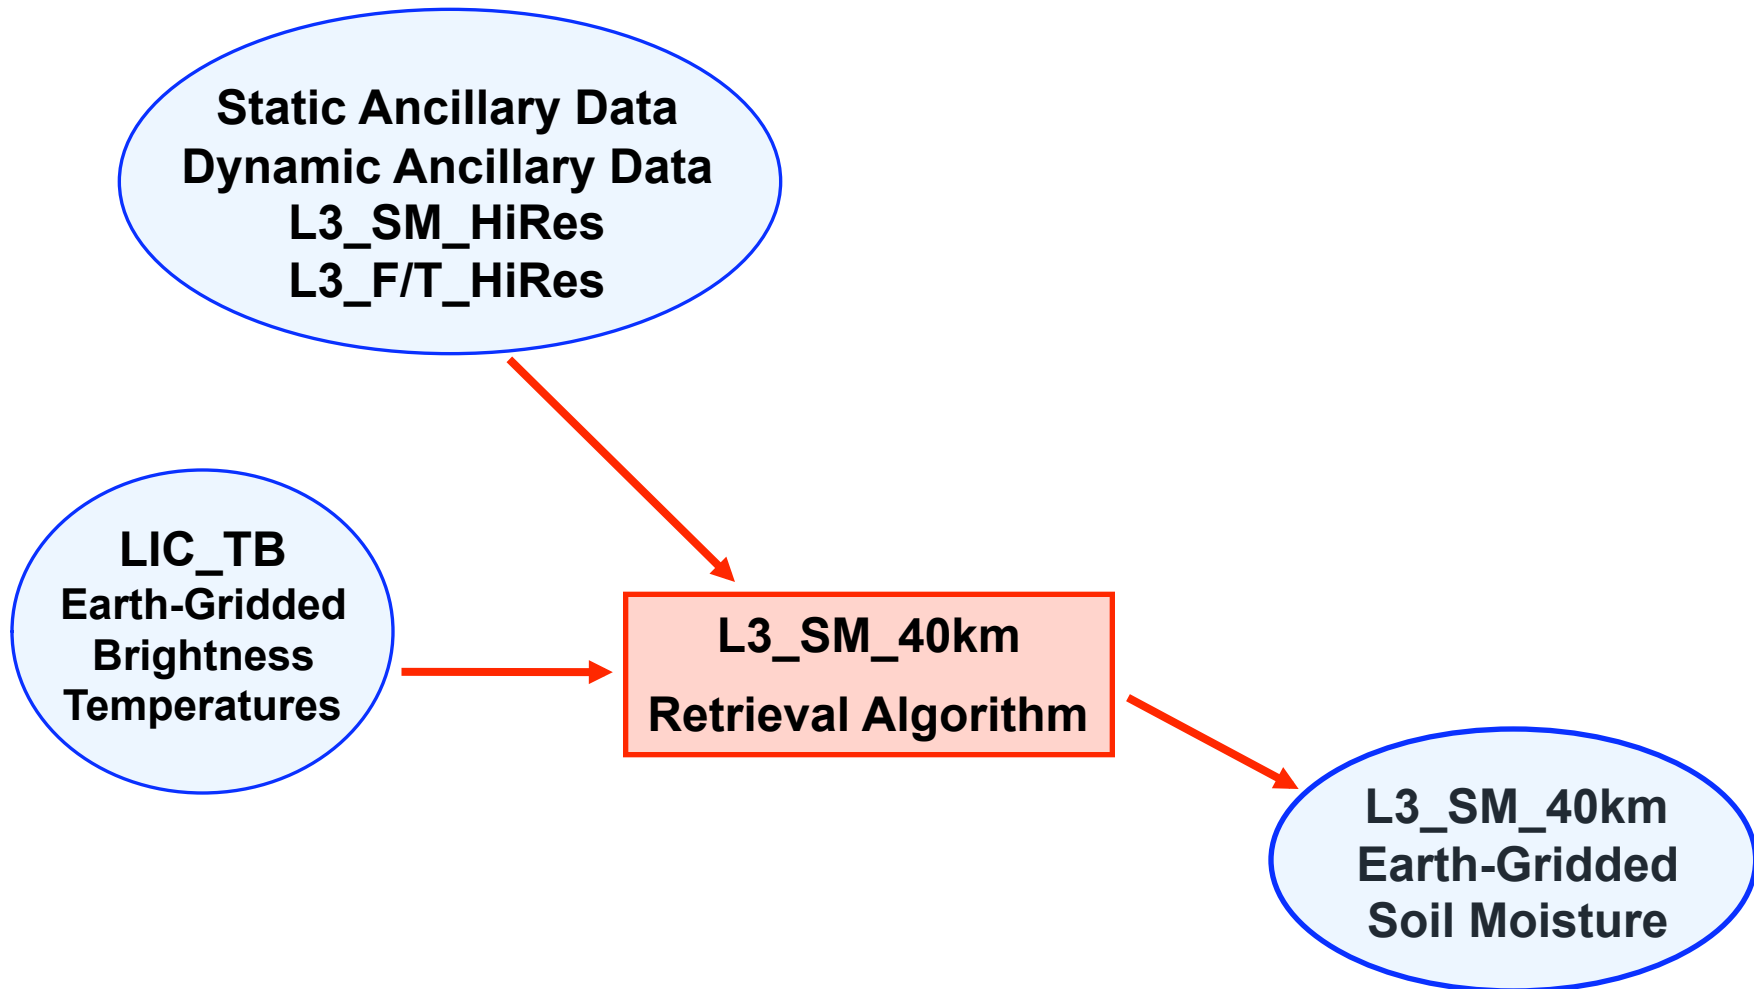 Static Ancillary Data
Dynamic Ancillary Data
L3_SM_HiRes
L3_F/T_HiRes
LIC_TB
Earth-Gridded
Brightness
Temperatures
L3_SM_40km
Retrieval Algorithm
L3_SM_40km
Earth-Gridded
Soil Moisture